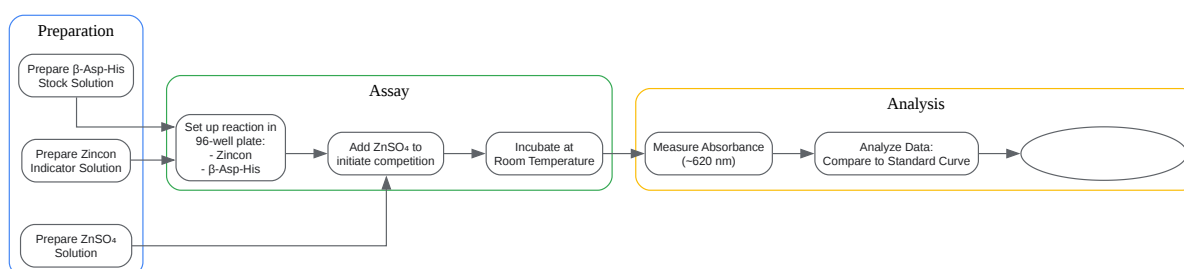 Preparation
Prepare β-Asp-His
Stock Solution
Prepare Zincon
Indicator Solution
Prepare ZnSO₄
Solution
Assay
Set up reaction in
96-well plate:
- Zincon
- β-Asp-His
Add ZnSO₄ to
initiate competition
Incubate at
Room Temperature
Analysis
Measure Absorbance
(~620 nm)
Analyze Data:
Compare to Standard Curve